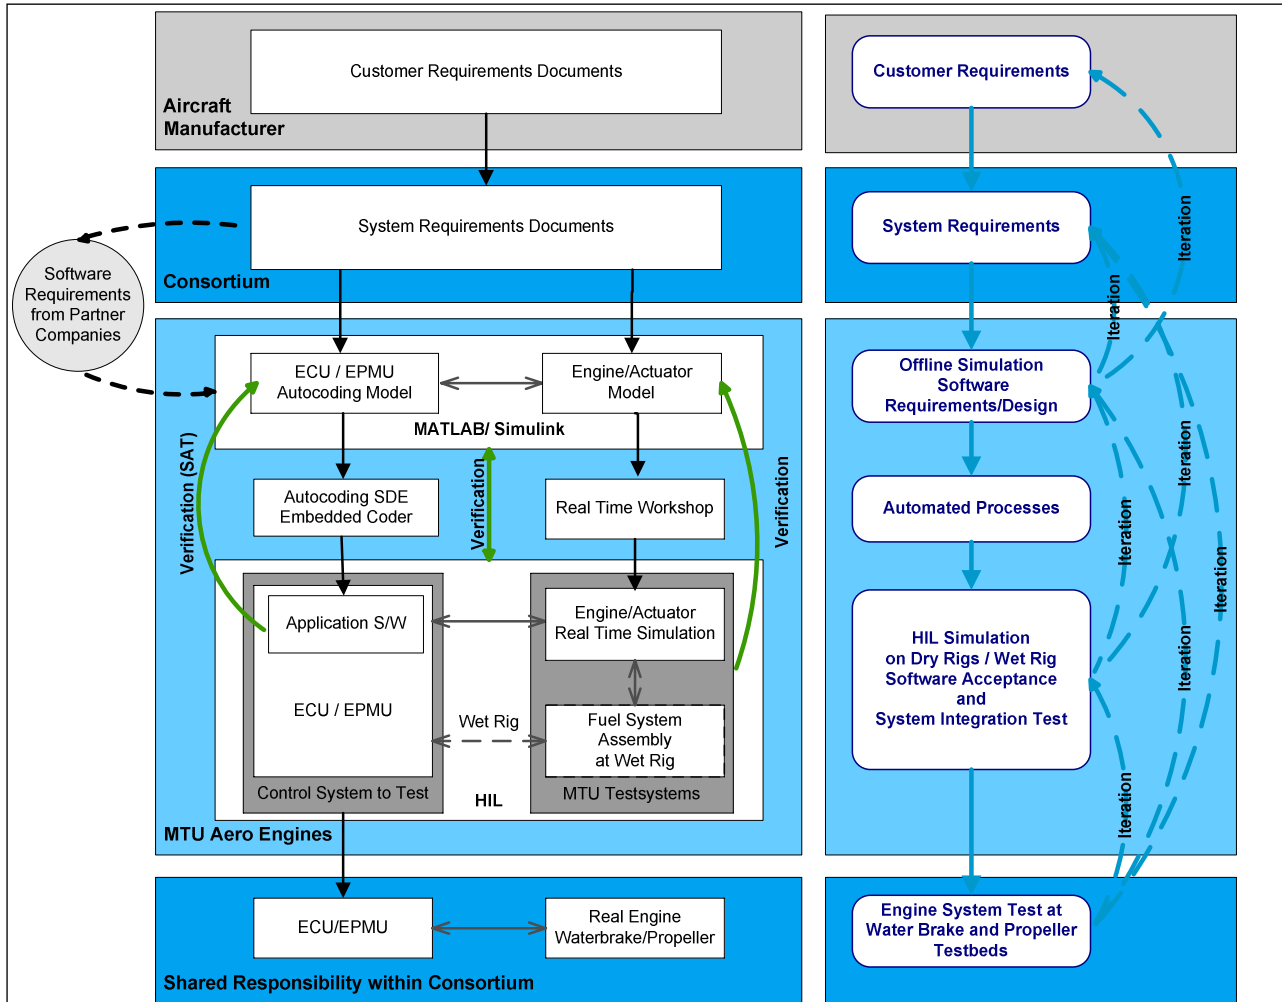 Customer Requirements Documents
Aircraft
Manufacturer
System Requirements Documents
Consortium
Software
Requirements
from Partner
Companies
ECU / EPMU
Autocoding Model
Engine/Actuator
Model
MATLAB/ Simulink
Verification (SAT)
Verification
Verification
Autocoding SDE
Embedded Coder
Real Time Workshop
Application S/W
Engine/Actuator
Real Time Simulation
ECU / EPMU
Wet Rig
Fuel System
Assembly
at Wet Rig
Control System to Test
HIL
MTU Testsystems
MTU Aero Engines
ECU/EPMU
Real Engine
Waterbrake/Propeller
Shared Responsibility within Consortium
Customer Requirements
System Requirements
Iteration
Iteration
Offline Simulation
Software
Requirements/Design
Iteration
Automated Processes
Iteration
Iteration
HIL Simulation
on Dry Rigs / Wet Rig
Software Acceptance
and
System Integration Test
Iteration
Iteration
Engine System Test at
Water Brake and Propeller
Testbeds